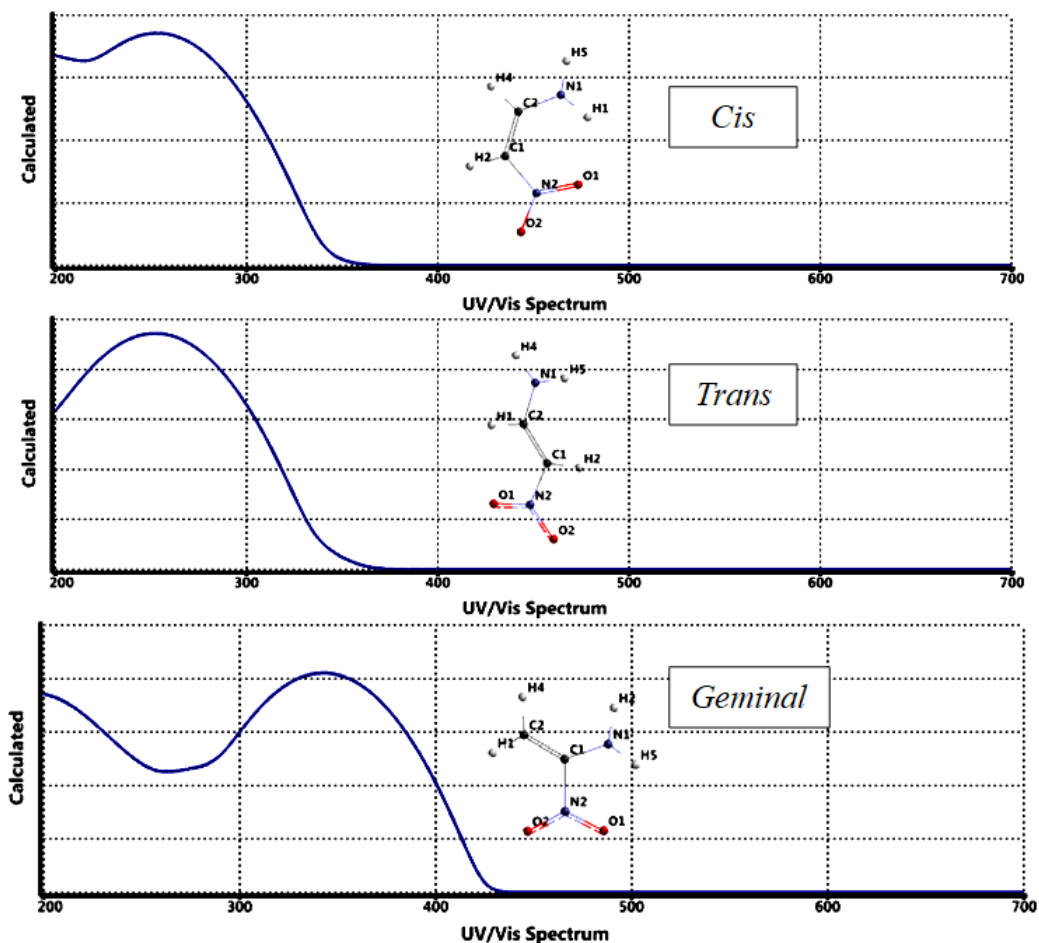 Calculated
H5
H4
N1
C2
H1
C1
H2
N2
O1
O2
Cis
200 300 400 500 600 700
UV/Vis Spectrum
Calculated
H4
N1 H5
H1 C2
C1
H2
O1 N2
O2
Trans
200 300 400 500 600 700
UV/Vis Spectrum
Calculated
H4
H2
C2
N1
H1 C1
H5
N2
O2 O1
Geminal
200 300 400 500 600 700
UV/Vis Spectrum